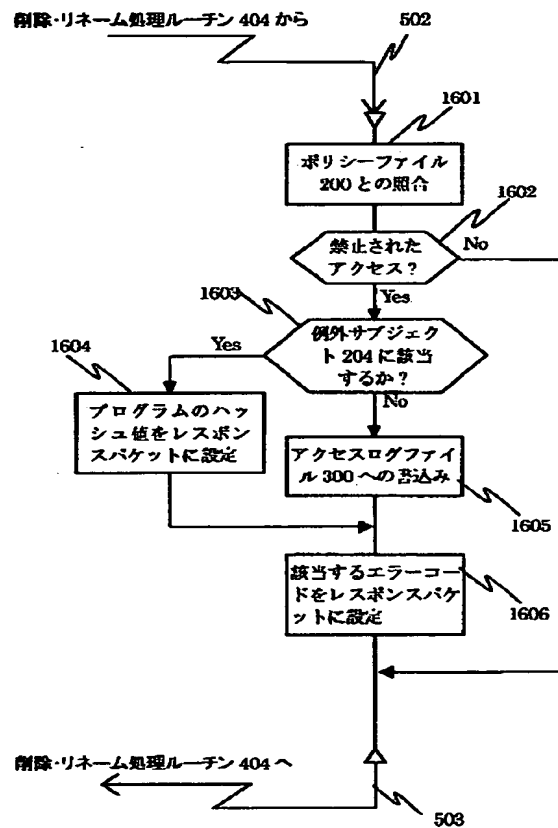 削除・リネーム処理ルーチン 404 から
502
1601
ポリシーファイル
200 との照合
1602
禁止された
アクセス？
No
Yes
1603
例外サブジェク
ト 204 に該当
するか？
Yes
No
1604
プログラムのハッ
シュ値をレスポン
スパケットに設定
アクセスログファイ
ル 300 への書込み
1605
該当するエラーコー
ドをレスポンスパケ
ットに設定
1606
削除・リネーム処理ルーチン 404 へ
503